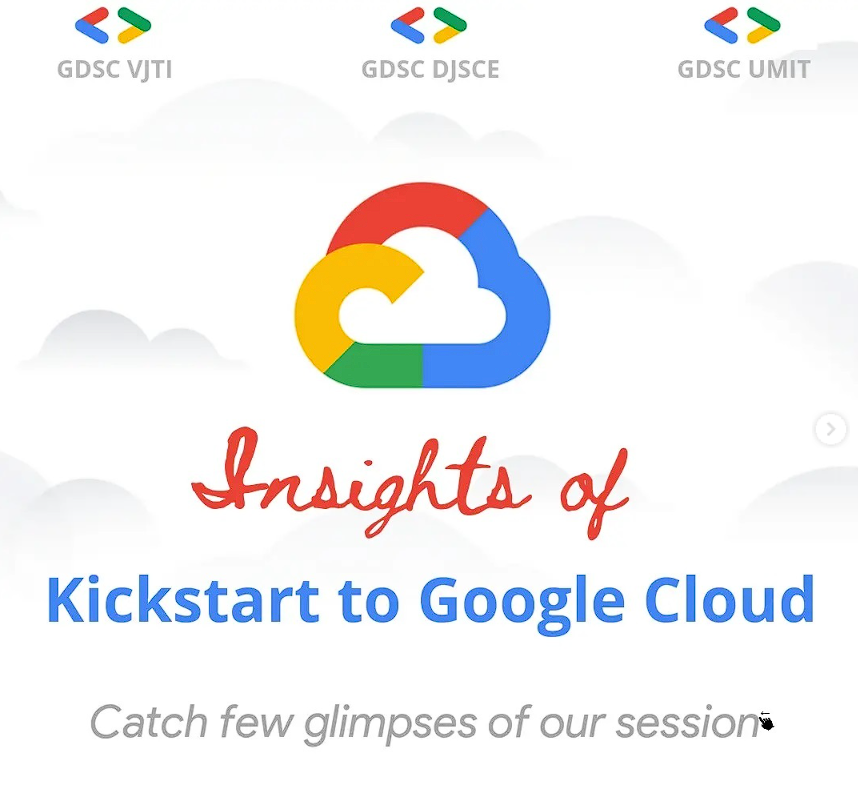 GDSC VJTI GDSC DJSCE GDSC UMIT
Insights of
Kickstart to Google Cloud
Catch few glimpses of our session